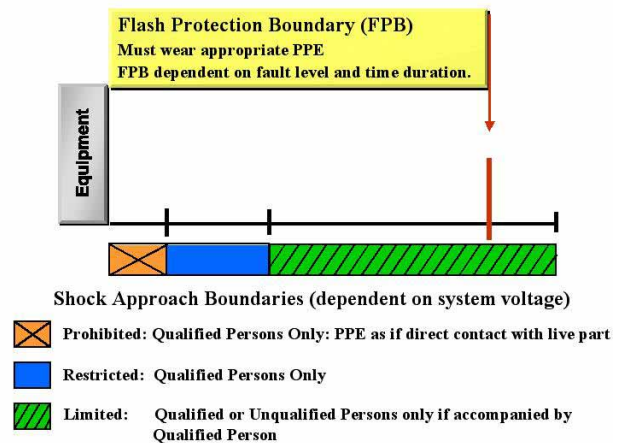 Flash Protection Boundary (FPB)
Must wear appropriate PPE
FPB dependent on fault level and time duration.
Equipment
Shock Approach Boundaries (dependent on system voltage)
Prohibited: Qualified Persons Only: PPE as if direct contact with live part
Restricted: Qualified Persons Only
Limited: Qualified or Unqualified Persons only if accompanied by
Qualified Person